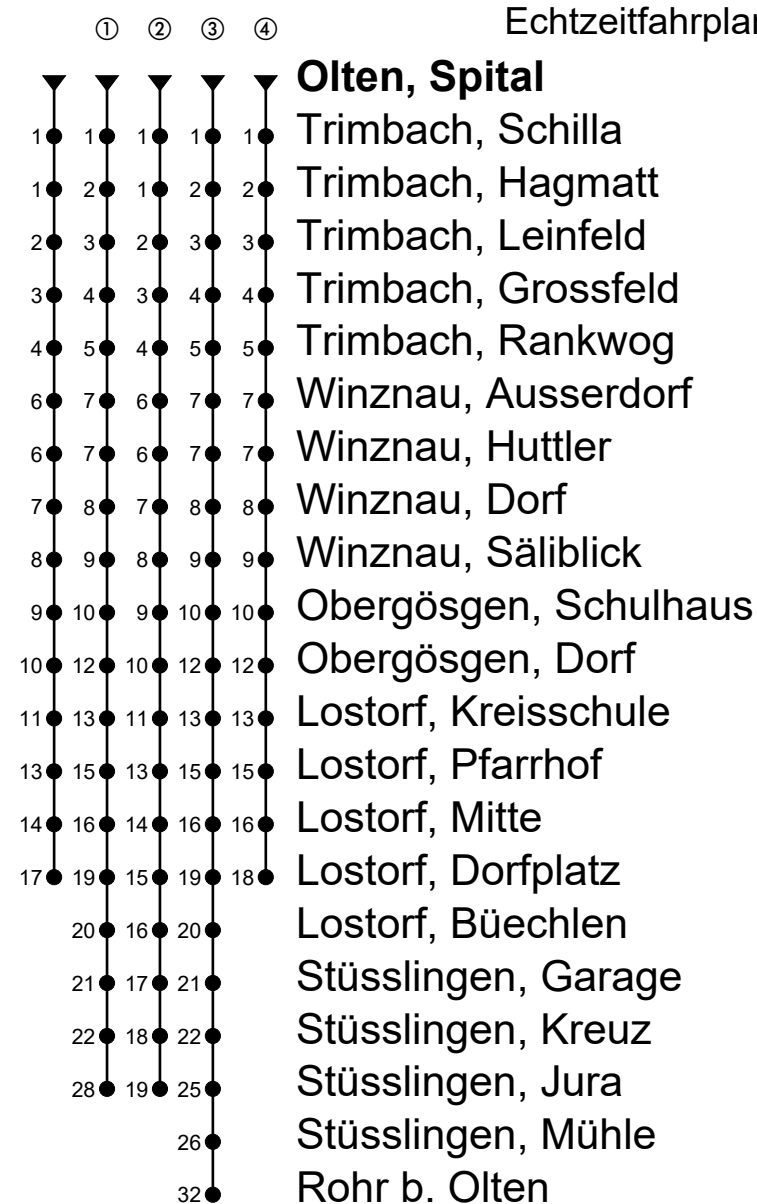 Echtzeitfahrplan
① ② ③ ④
Olten, Spital
1 1 1 1 1 Trimbach, Schilla
1 2 1 2 2 Trimbach, Hagmatt
2 3 2 3 3 Trimbach, Leinfeld
3 4 3 4 4 Trimbach, Grossfeld
4 5 4 5 5 Trimbach, Rankwog
6 7 6 7 7 Winznau, Ausserdorf
6 7 6 7 7 Winznau, Huttler
7 8 7 8 8 Winznau, Dorf
8 9 8 9 9 Winznau, Säliblick
9 10 9 10 10 Obergösgen, Schulhaus
10 12 10 12 12 Obergösgen, Dorf
11 13 11 13 13 Lostorf, Kreisschule
13 15 13 15 15 Lostorf, Pfarrhof
14 16 14 16 16 Lostorf, Mitte
17 19 15 19 18 Lostorf, Dorfplatz
20 16 20 Lostorf, Büechlen
21 17 21 Stüsslingen, Garage
22 18 22 Stüsslingen, Kreuz
28 19 25 Stüsslingen, Jura
26 Stüsslingen, Mühle
32 Rohr b. Olten